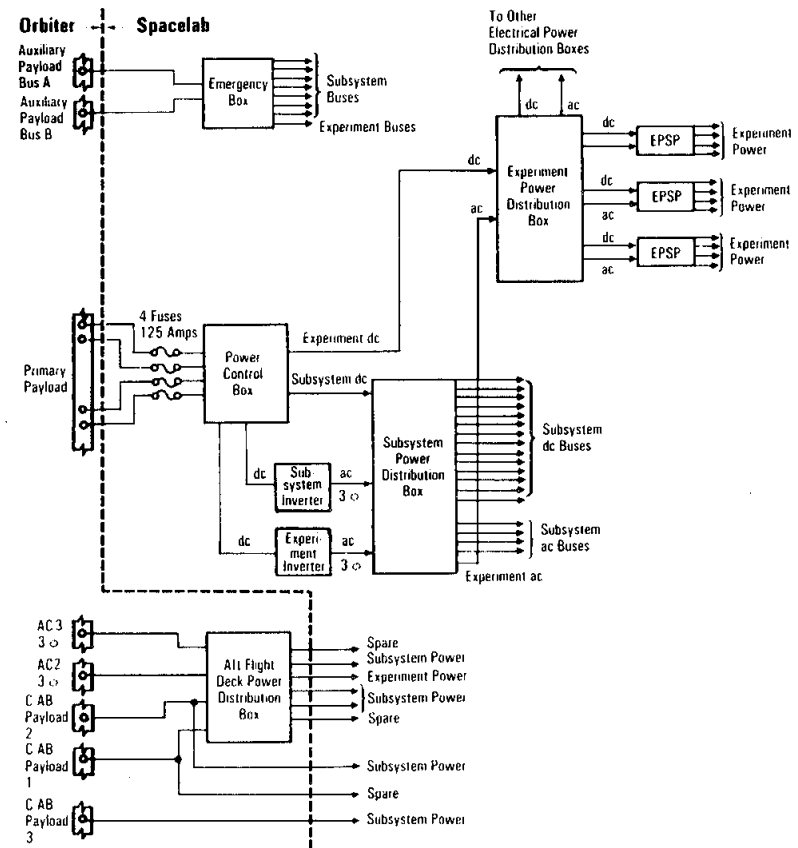 Orbiter
Spacelab
Auxiliary
Payload
Bus A
Auxiliary
Payload
Bus B
Emergency
Box
Subsystem
Buses
Experiment Buses
To Other
Electrical Power
Distribution Boxes
dc
ac
dc
ac
Experiment
Power
Distribution
Box
dc
EPSP
Experiment
Power
dc
ac
EPSP
Experiment
Power
dc
ac
EPSP
Experiment
Power
Primary
Payload
4 Fuses
125 Amps
Power
Control
Box
Experiment dc
Subsystem dc
dc
Sub-
system
Inverter
ac
3 ϕ
dc
Experi-
ment
Inverter
ac
3 ϕ
Subsystem
Power
Distribution
Box
Subsystem
dc Buses
Subsystem
ac Buses
Experiment ac
AC3
3 ϕ
AC2
3 ϕ
C AB
Payload
2
C AB
Payload
1
C AB
Payload
3
Aft Flight
Deck Power
Distribution
Box
Spare
Subsystem Power
Experiment Power
Subsystem Power
Spare
Subsystem Power
Spare
Subsystem Power